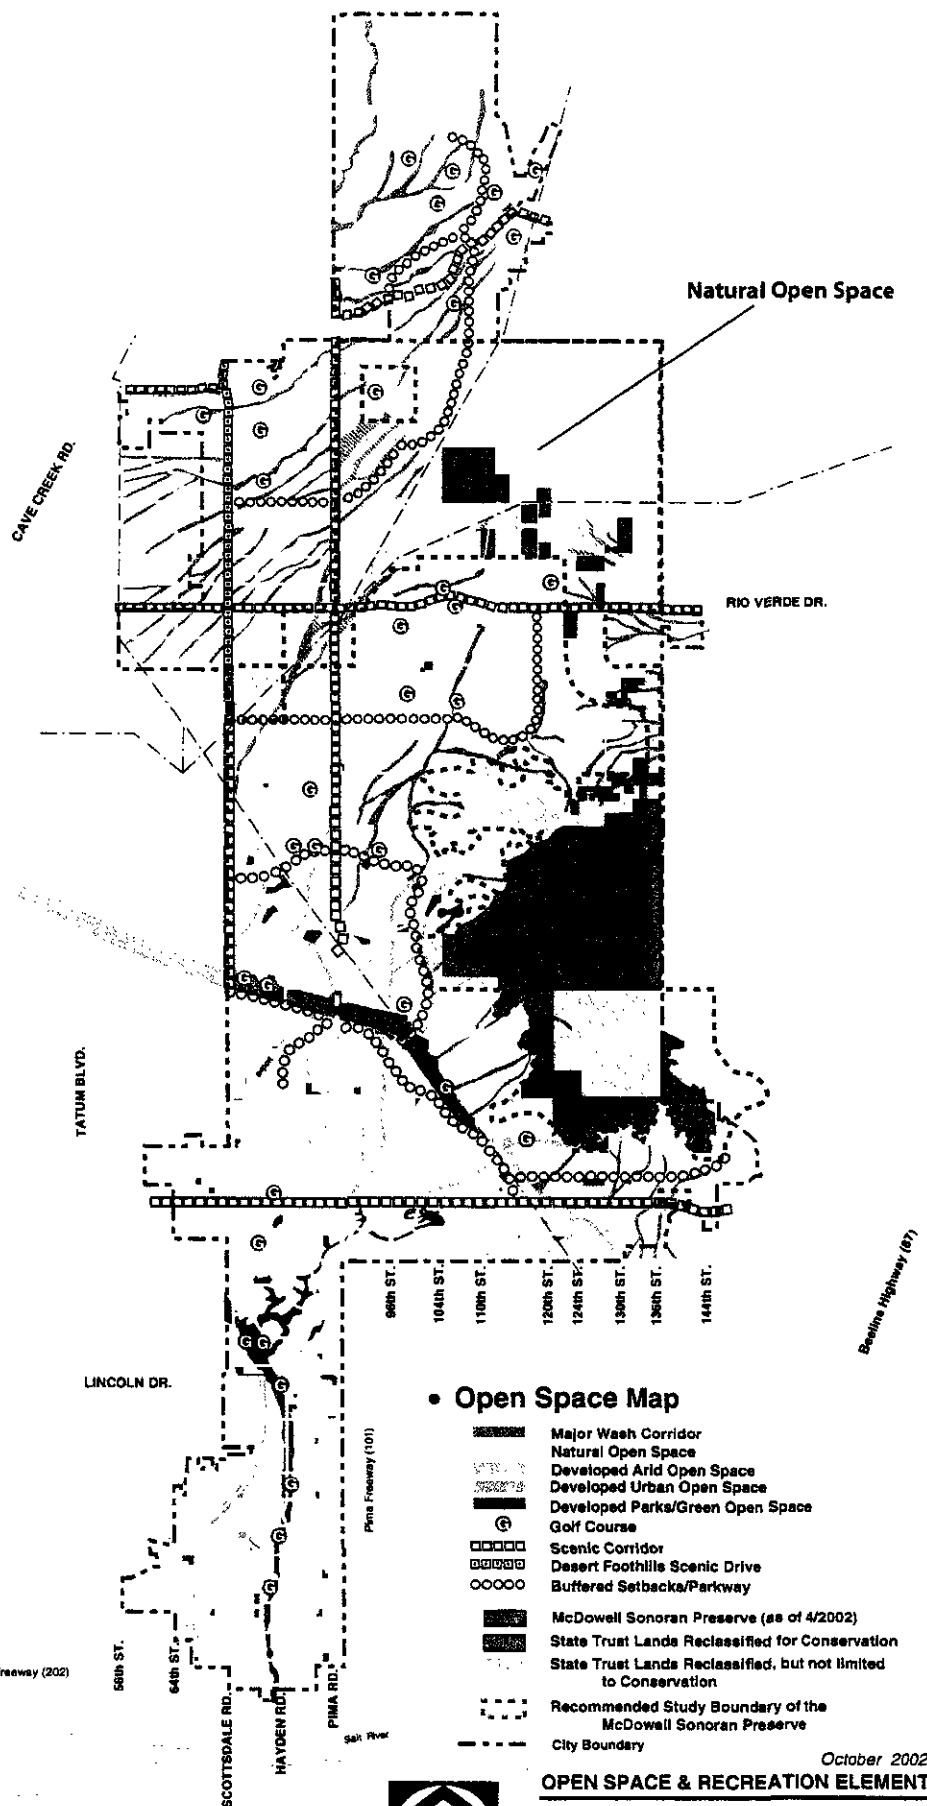 Natural Open Space
CAVE CREEK RD.
RIO VERDE DR.
TATUM BLVD.
96th ST.
104th ST.
110th ST.
120th ST.
124th ST.
130th ST.
136th ST.
144th ST.
Beeline Highway (87)
LINCOLN DR.
Pima Freeway (101)
• Open Space Map
Major Wash Corridor
Natural Open Space
Developed Arid Open Space
Developed Urban Open Space
Developed Parks/Green Open Space
G Golf Course
Scenic Corridor
Desert Foothills Scenic Drive
Buffered Setbacks/Parkway
McDowell Sonoran Preserve (as of 4/2002)
State Trust Lands Reclassified for Conservation
State Trust Lands Reclassified, but not limited
to Conservation
Recommended Study Boundary of the
McDowell Sonoran Preserve
City Boundary
reeway (202)
56th ST.
64th ST.
SCOTTSDALE RD.
HAYDEN RD.
PIMA RD.
Salt River
October 2002
OPEN SPACE & RECREATION ELEMENT